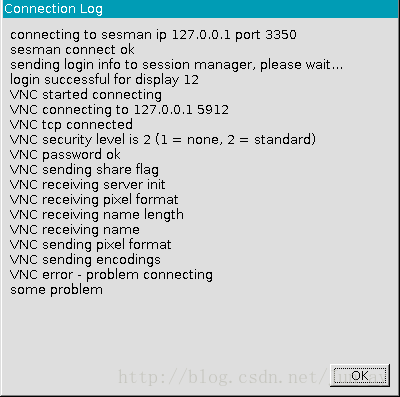 Connection Log
connecting to sesman ip 127.0.0.1 port 3350
sesman connect ok
sending login info to session manager, please wait...
login successful for display 12
VNC started connecting
VNC connecting to 127.0.0.1 5912
VNC tcp connected
VNC security level is 2 (1 = none, 2 = standard)
VNC password ok
VNC sending share flag
VNC receiving server init
VNC receiving pixel format
VNC receiving name length
VNC receiving name
VNC sending pixel format
VNC sending encodings
VNC error - problem connecting
some problem
OK
http://blog.csdn.net/